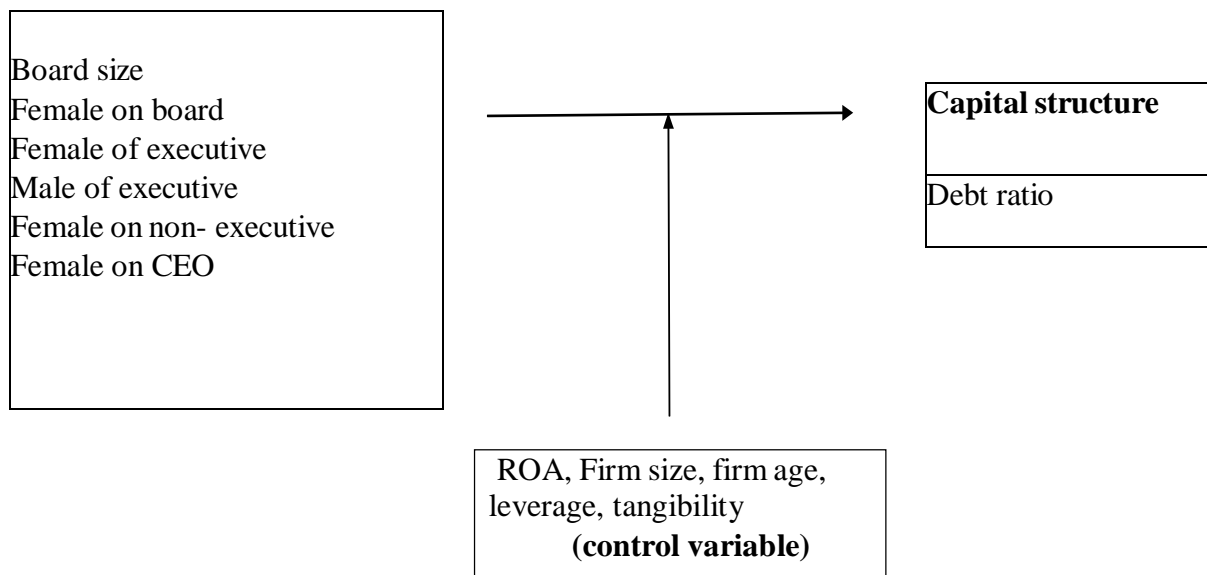 Board size
Female on board
Female of executive
Male of executive
Female on non- executive
Female on CEO
Capital structure
Debt ratio
ROA, Firm size, firm age,
leverage, tangibility
(control variable)